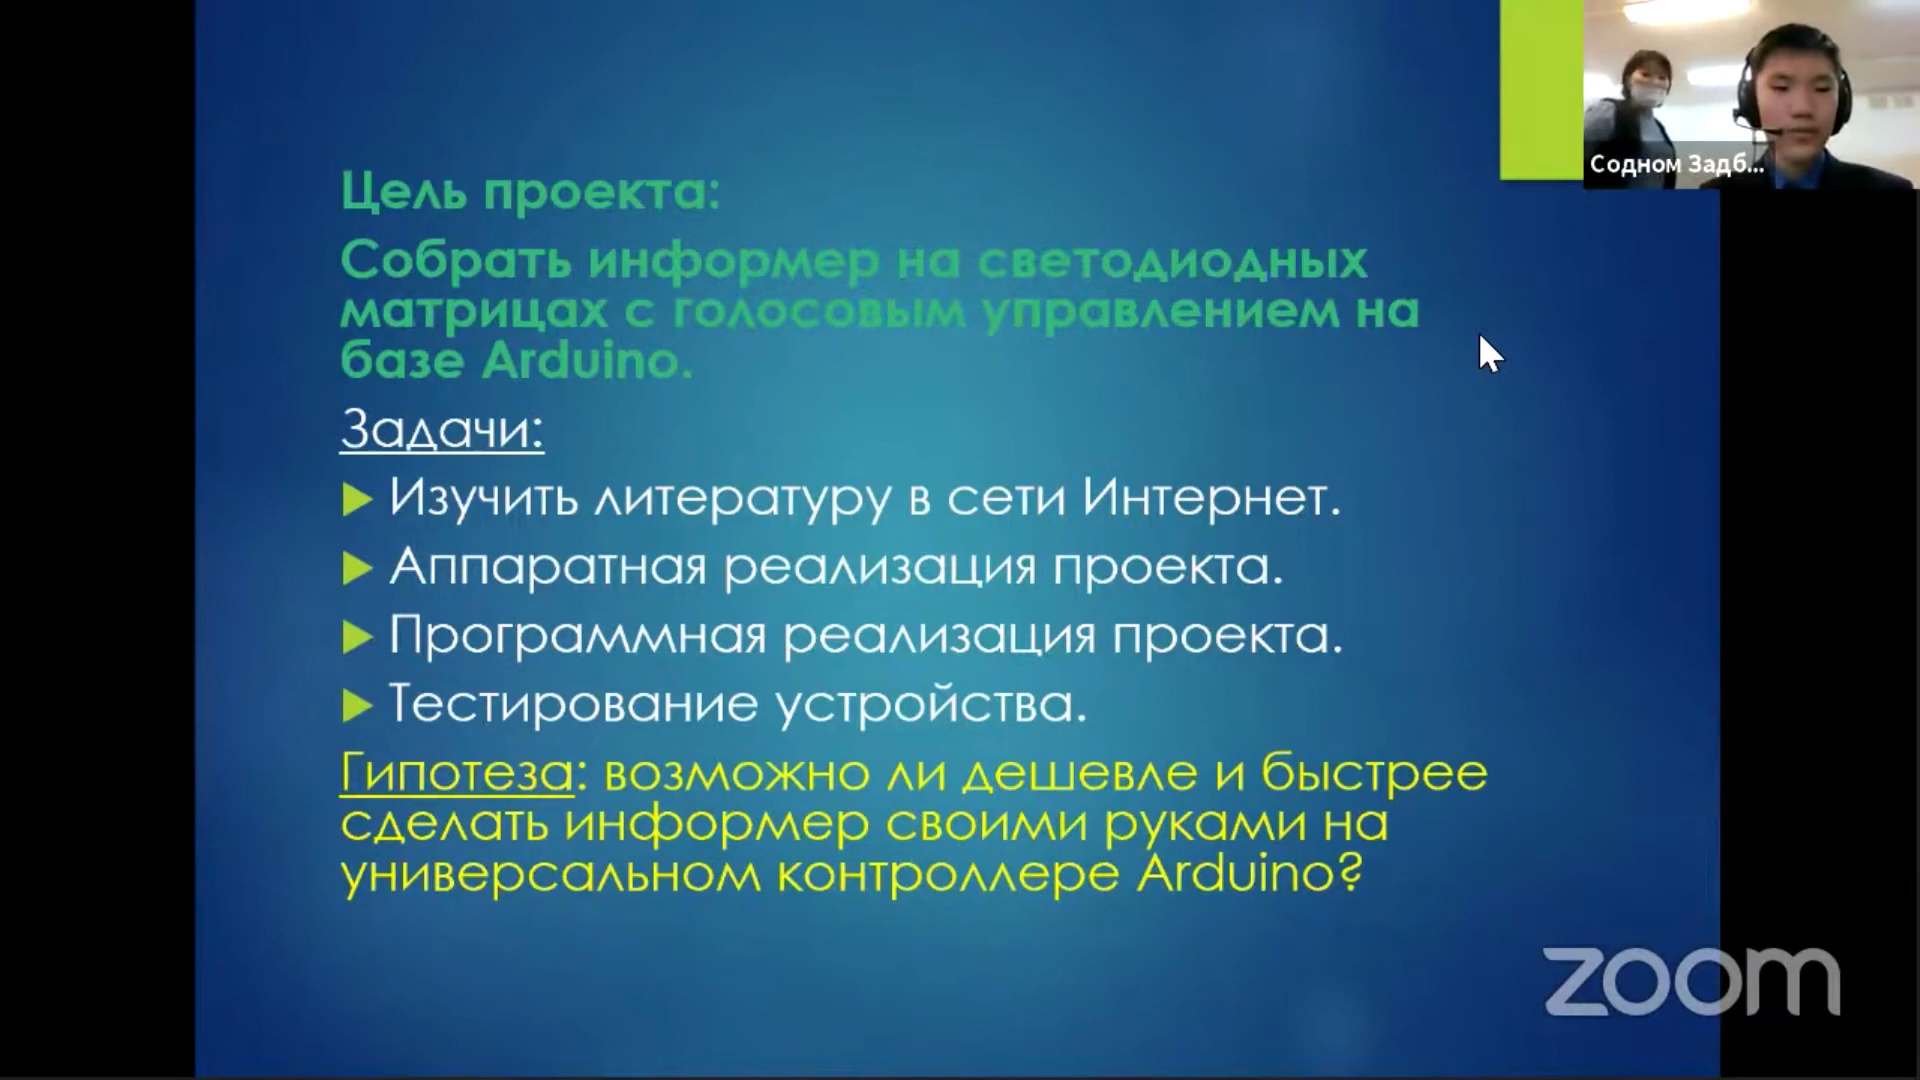 Содном Задб...
Цель проекта:
Собрать информер на светодиодных
матрицах с голосовым управлением на
базе Arduino.
Задачи:
Изучить литературу в сети Интернет.
Аппаратная реализация проекта.
Программная реализация проекта.
Тестирование устройства.
Гипотеза: возможно ли дешевле и быстрее
сделать информер своими руками на
универсальном контроллере Arduino?
zoom